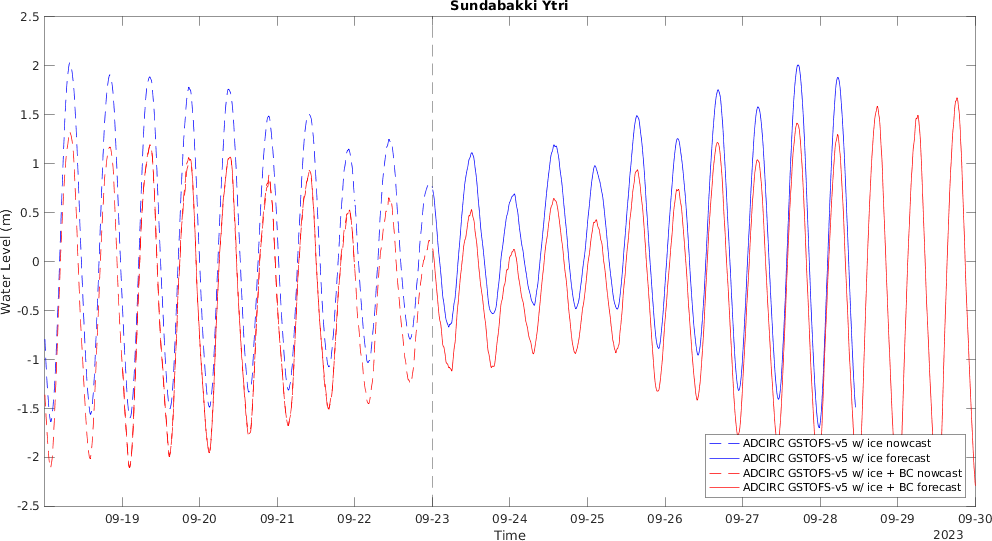 Sundabakki Ytri
2.5
2
1.5
1
0.5
0
-0.5
-1
-1.5
-2
-2.5
Water Level (m)
ADCIRC GSTOFS-v5 w/ ice nowcast
ADCIRC GSTOFS-v5 w/ ice forecast
ADCIRC GSTOFS-v5 w/ ice + BC nowcast
ADCIRC GSTOFS-v5 w/ ice + BC forecast
09-19 09-20 09-21 09-22 09-23 09-24 09-25 09-26 09-27 09-28 09-29 09-30
Time
2023